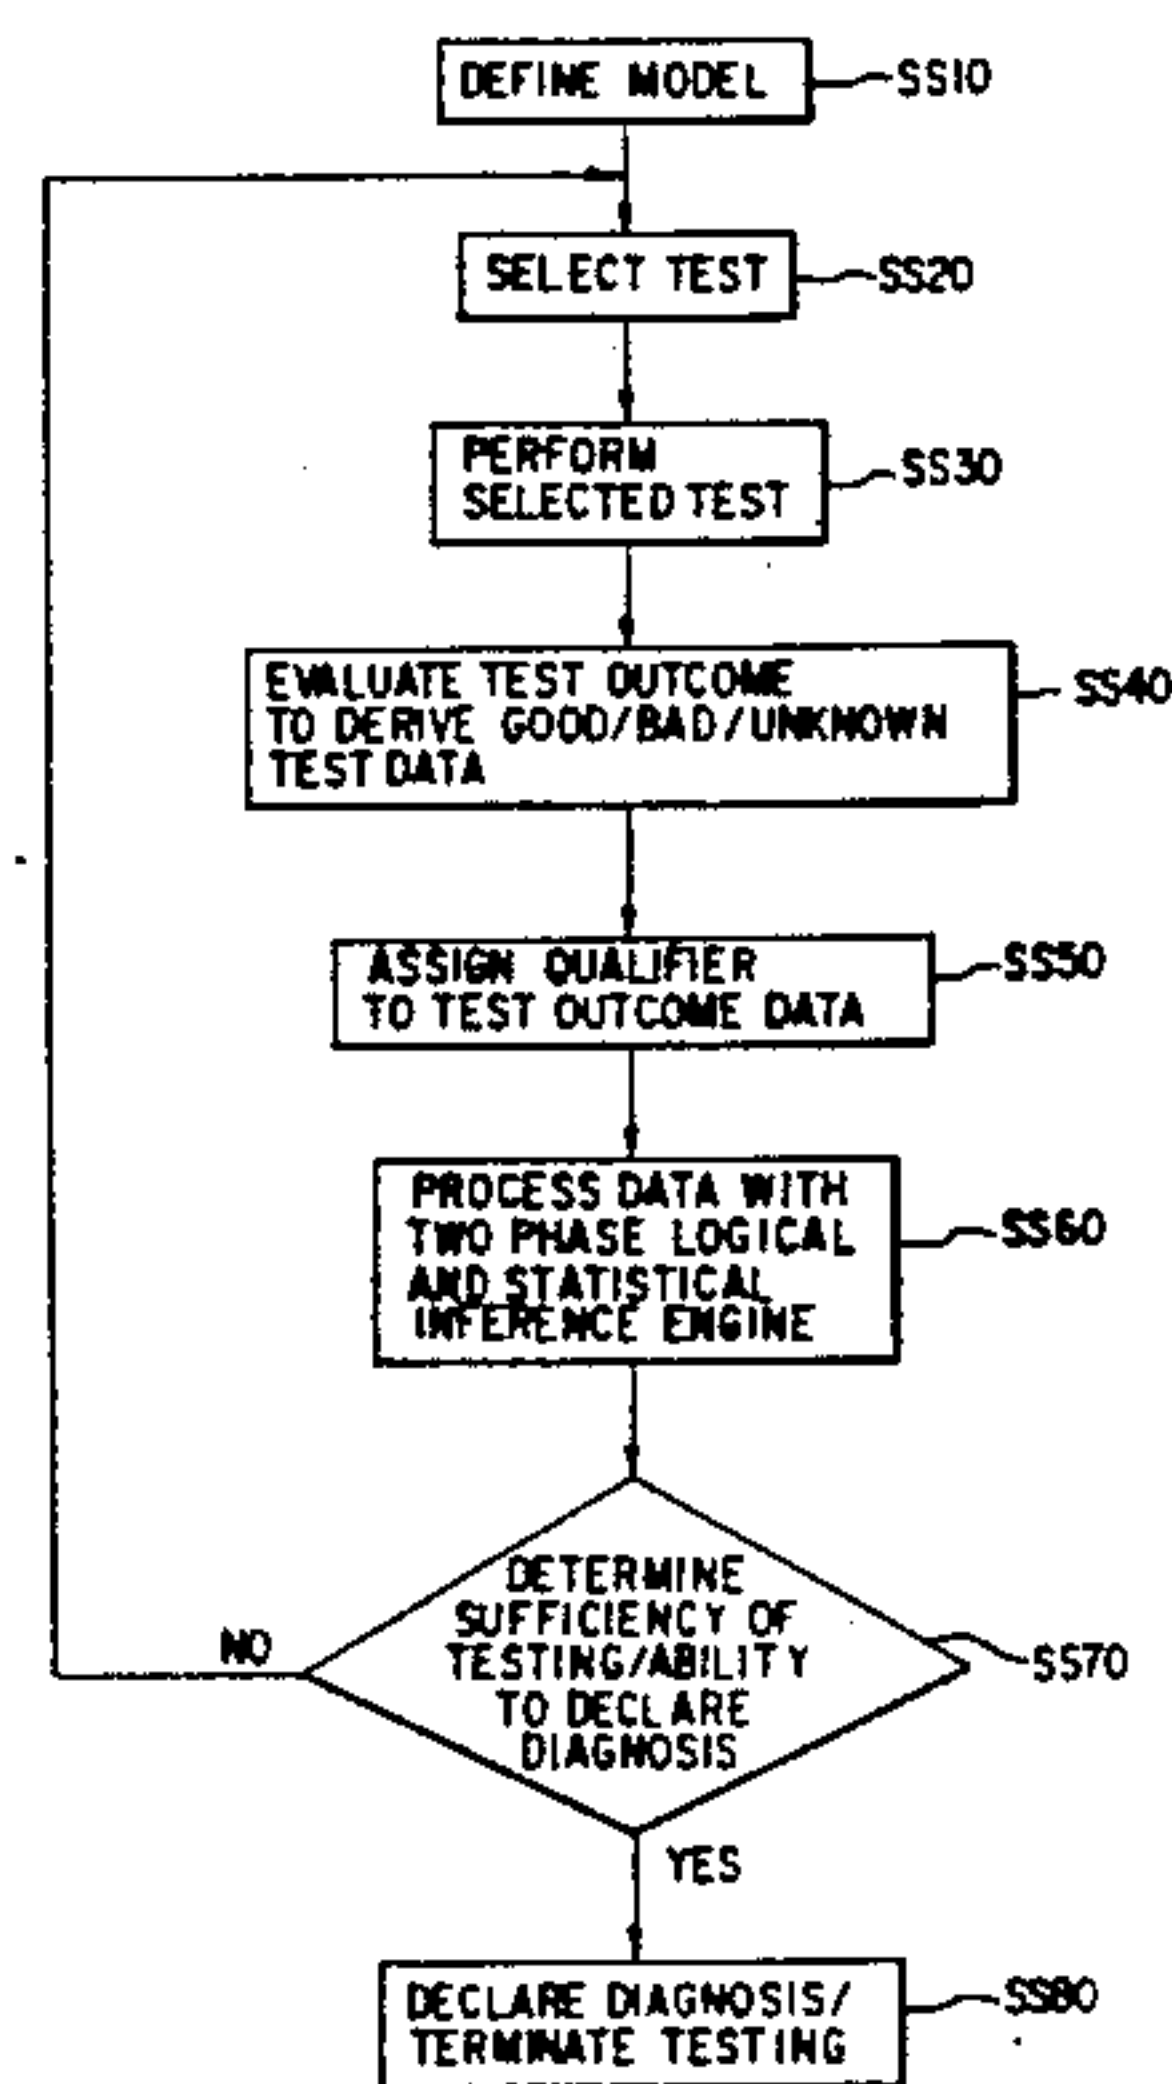 DEFINE MODEL
SS10
SELECT TEST
SS20
PERFORM
SELECTED TEST
SS30
EVALUATE TEST OUTCOME
TO DERIVE GOOD/BAD/UNKNOWN
TEST DATA
SS40
ASSIGN QUALIFIER
TO TEST OUTCOME DATA
SS50
PROCESS DATA WITH
TWO PHASE LOGICAL
AND STATISTICAL
INFERENCE ENGINE
SS60
DETERMINE
SUFFICIENCY OF
TESTING/ABILITY
TO DECLARE
DIAGNOSIS
SS70
NO
YES
DECLARE DIAGNOSIS/
TERMINATE TESTING
SS80